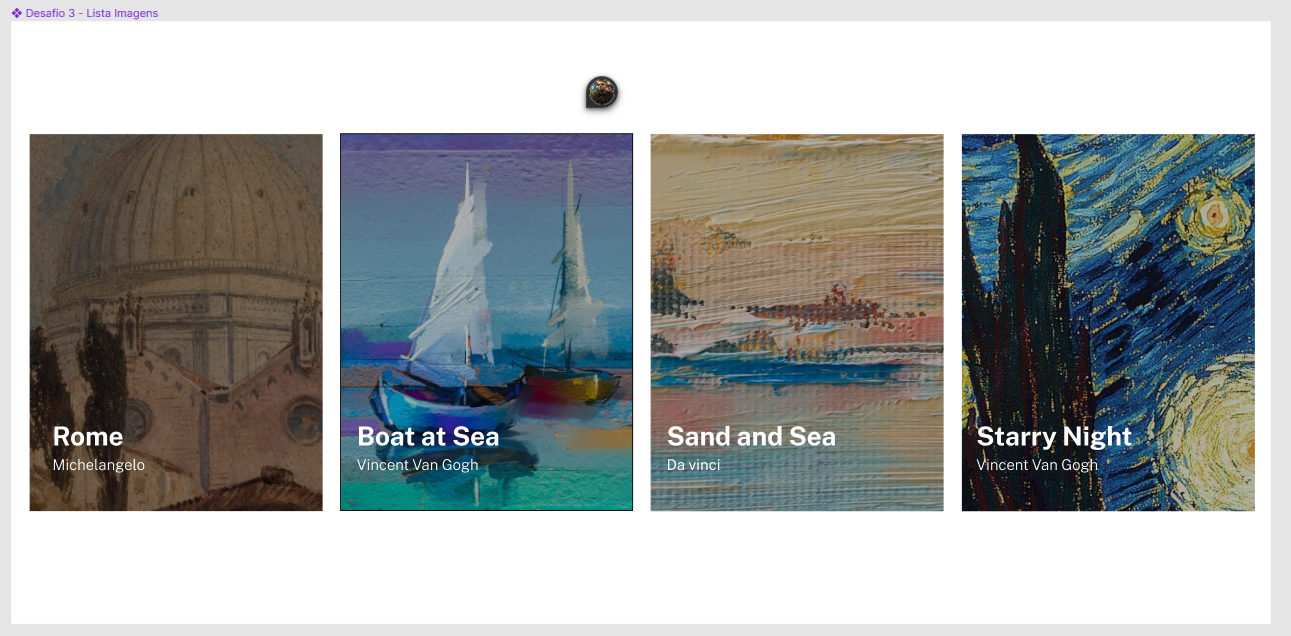 Desafio 3 - Lista Imagens
Rome
Michelangelo
Boat at Sea
Vincent Van Gogh
Sand and Sea
Da vinci
Starry Night
Vincent Van Gogh